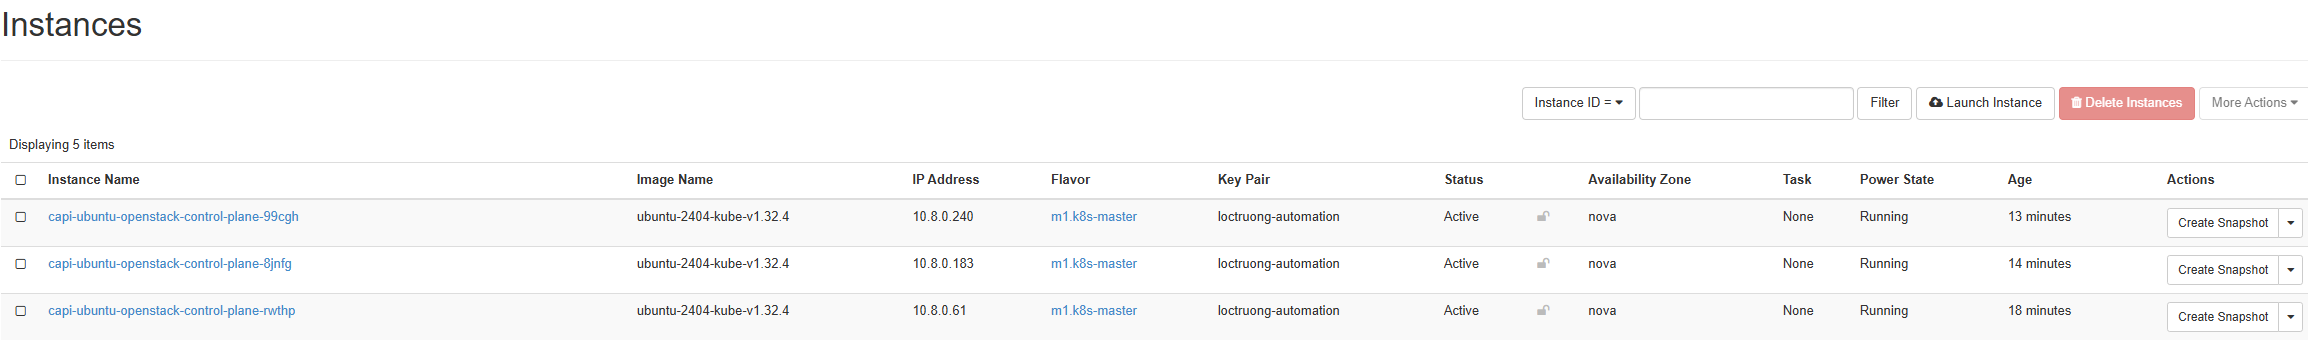 Instances
Instance ID = Filter Launch Instance Delete Instances More Actions
Displaying 5 items
Instance Name Image Name IP Address Flavor Key Pair Status Availability Zone Task Power State Age Actions
capi-ubuntu-openstack-control-plane-99cgh ubuntu-2404-kube-v1.32.4 10.8.0.240 m1.k8s-master loctruong-automation Active nova None Running 13 minutes Create Snapshot
capi-ubuntu-openstack-control-plane-8jnfg ubuntu-2404-kube-v1.32.4 10.8.0.183 m1.k8s-master loctruong-automation Active nova None Running 14 minutes Create Snapshot
capi-ubuntu-openstack-control-plane-rwthp ubuntu-2404-kube-v1.32.4 10.8.0.61 m1.k8s-master loctruong-automation Active nova None Running 18 minutes Create Snapshot